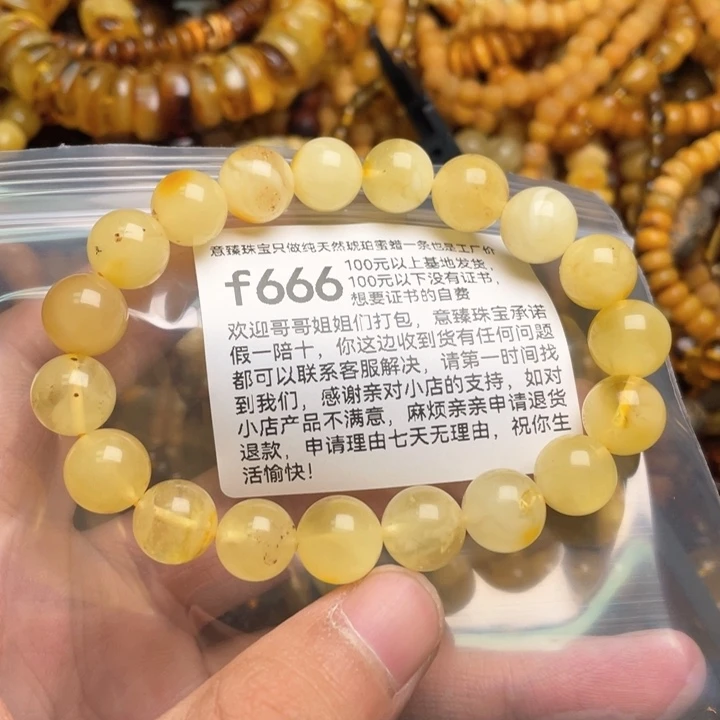 意臻珠宝只做纯天然琥珀蜜蜡一条也是工厂价
f666
100元以上基地发货，
100元以下没有证书，
想要证书的自费
欢迎哥哥姐姐们打包，意臻珠宝承诺
假一陪十，你这边收到货有任何问题
都可以联系客服解决，请第一时间找
到我们，感谢亲对小店的支持，如对
小店产品不满意，麻烦亲亲申请退货
退款，申请理由七天无理由，祝你生
活愉快！